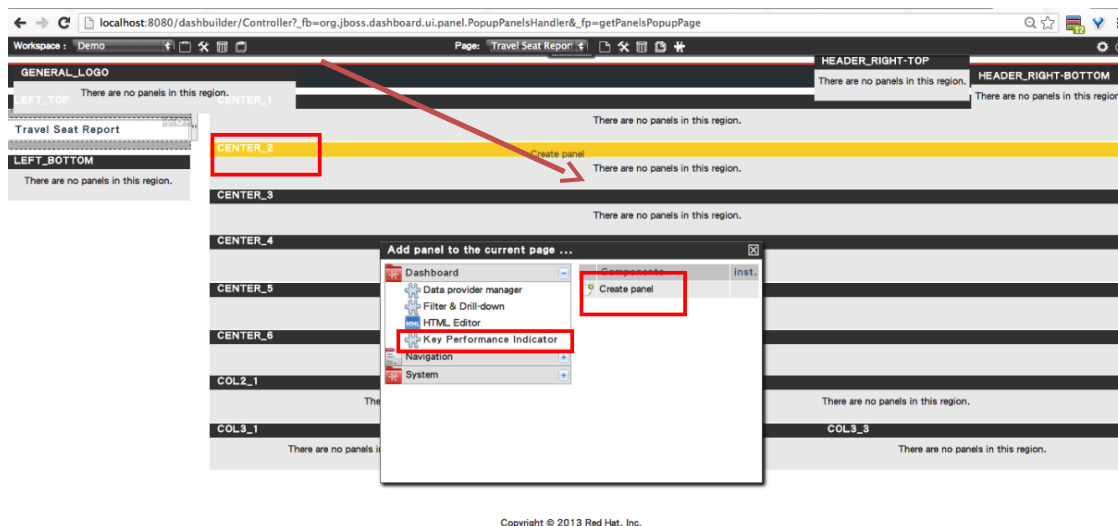 localhost:8080/dashbuilder/Controller?_fb=org.jboss.dashboard.ui.panel.PopupPanelsHandler&_fp=getPanelsPopupPage
Workspace : Demo Page: Travel Seat Repor
GENERAL_LOGO
There are no panels in this region.
HEADER_RIGHT-TOP
There are no panels in this region.
HEADER_RIGHT-BOTTOM
There are no panels in this region
LEFT_TOP
Travel Seat Report
LEFT_BOTTOM
There are no panels in this region.
CENTER_1
There are no panels in this region.
CENTER_2
Create panel
There are no panels in this region.
CENTER_3
There are no panels in this region.
CENTER_4
CENTER_5
CENTER_6
COL2_1
The
There are no panels in this region.
COL3_1
There are no panels i
COL3_3
There are no panels in this region.
Add panel to the current page ...
Dashboard
Data provider manager
Filter & Drill-down
HTML Editor
Key Performance Indicator
Navigation
System
Components inst.
Create panel
Copyright © 2013 Red Hat, Inc.